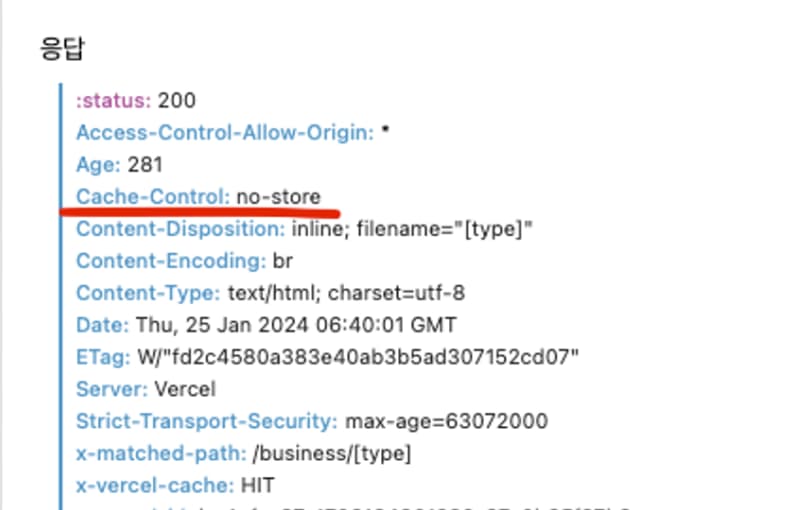 응답
:status: 200
Access-Control-Allow-Origin: *
Age: 281
Cache-Control: no-store
Content-Disposition: inline; filename="[type]"
Content-Encoding: br
Content-Type: text/html; charset=utf-8
Date: Thu, 25 Jan 2024 06:40:01 GMT
ETag: W/"fd2c4580a383e40ab3b5ad307152cd07"
Server: Vercel
Strict-Transport-Security: max-age=63072000
x-matched-path: /business/[type]
x-vercel-cache: HIT